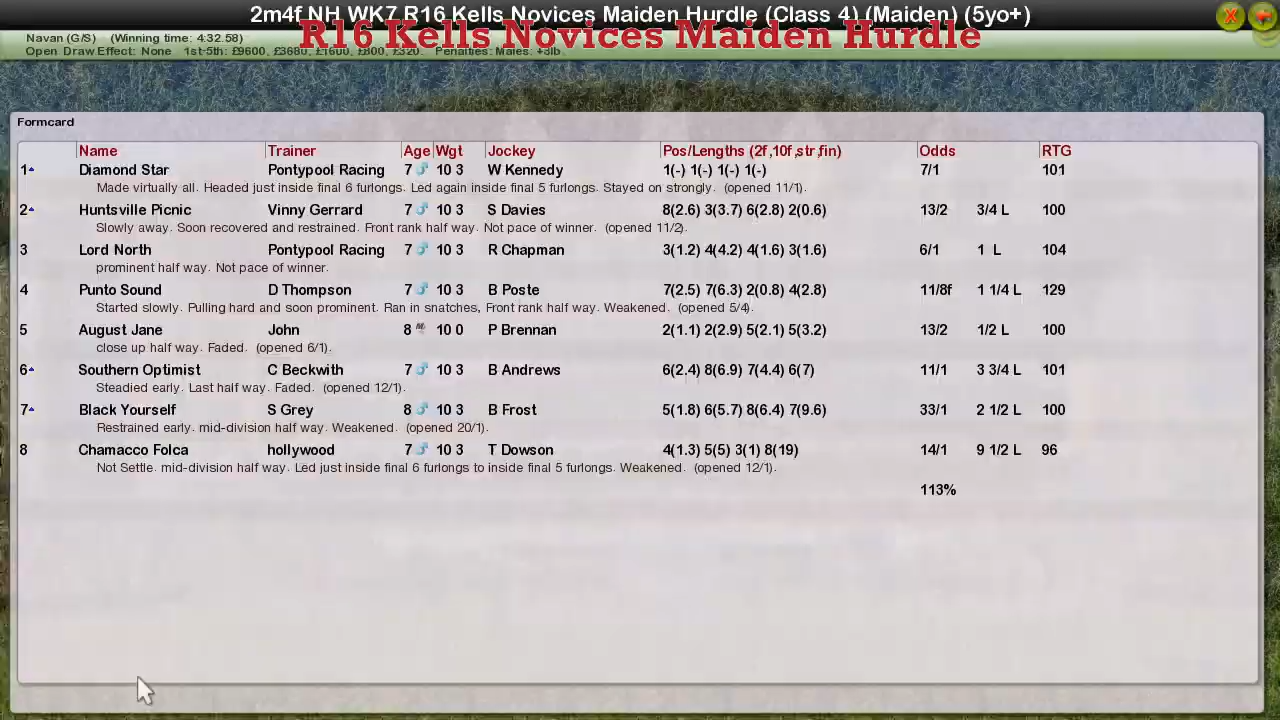 2m4f NH WK7 R16 Kells Novices Maiden Hurdle (Class 4) (Maiden) (5yo+)
R16 Kells Novices Maiden Hurdle
Navan (G/S) (Winning time: 4:32.58)
Open Draw Effect: None 1st-5th: £9600, £3680, £1600, £800, £320. Penalties: Males: +3lb.
Formcard
Name Trainer Age Wgt Jockey Pos/Lengths (2f,10f,str,fin) Odds RTG
1 Diamond Star Pontypool Racing 7 10 3 W Kennedy 1(-) 1(-) 1(-) 1(-) 7/1 101
Made virtually all. Headed just inside final 6 furlongs. Led again inside final 5 furlongs. Stayed on strongly. (opened 11/1).
2 Huntsville Picnic Vinny Gerrard 7 10 3 S Davies 8(2.6) 3(3.7) 6(2.8) 2(0.6) 13/2 3/4 L 100
Slowly away. Soon recovered and restrained. Front rank half way. Not pace of winner. (opened 11/2).
3 Lord North Pontypool Racing 7 10 3 R Chapman 3(1.2) 4(4.2) 4(1.6) 3(1.6) 6/1 1 L 104
prominent half way. Not pace of winner.
4 Punto Sound D Thompson 7 10 3 B Poste 7(2.5) 7(6.3) 2(0.8) 4(2.8) 11/8f 1 1/4 L 129
Started slowly. Pulling hard and soon prominent. Ran in snatches, Front rank half way. Weakened. (opened 5/4).
5 August Jane John 8 10 0 P Brennan 2(1.1) 2(2.9) 5(2.1) 5(3.2) 13/2 1/2 L 100
close up half way. Faded. (opened 6/1).
6 Southern Optimist C Beckwith 7 10 3 B Andrews 6(2.4) 8(6.9) 7(4.4) 6(7) 11/1 3 3/4 L 101
Steadied early. Last half way. Faded. (opened 12/1).
7 Black Yourself S Grey 8 10 3 B Frost 5(1.8) 6(5.7) 8(6.4) 7(9.6) 33/1 2 1/2 L 100
Restrained early. mid-division half way. Weakened. (opened 20/1).
8 Chamacco Folca hollywood 7 10 3 T Dowson 4(1.3) 5(5) 3(1) 8(19) 14/1 9 1/2 L 96
Not Settle. mid-division half way. Led just inside final 6 furlongs to inside final 5 furlongs. Weakened. (opened 12/1).
113%